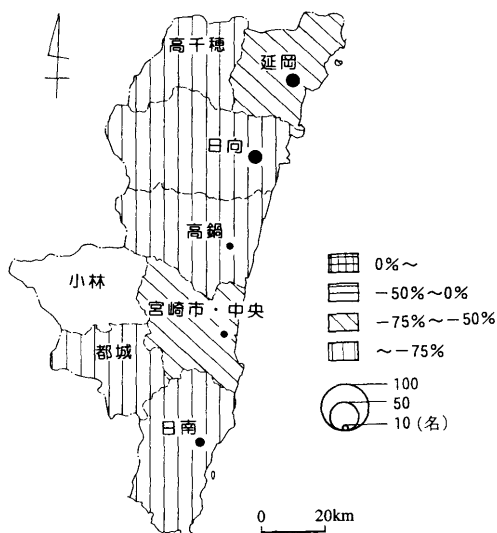 高千穂
延岡
日向
高鍋
小林
宮崎市・中央
都城
日南
0%~
-50%~0%
-75%~-50%
~-75%
100
50
10(名)
0 20km